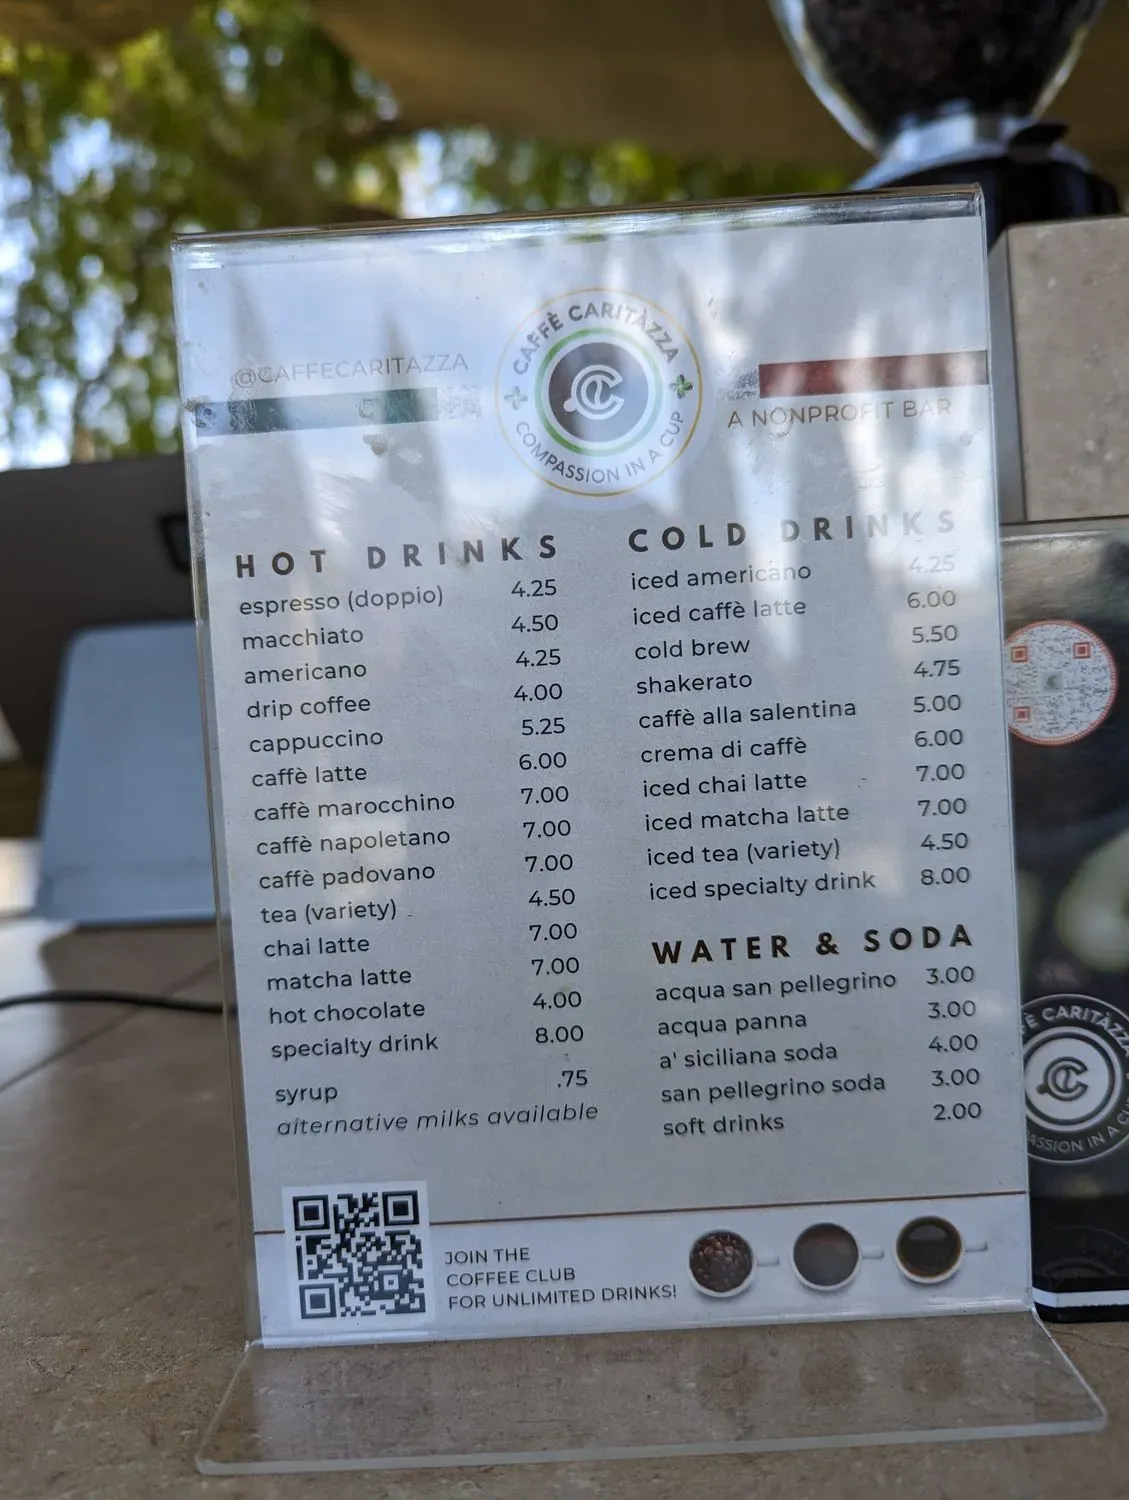 @CAFFECARITAZZA
CAFFÈ CARITÀZZA
COMPASSION IN A CUP
A NONPROFIT BAR
HOT DRINKS
espresso (doppio) 4.25
macchiato 4.50
americano 4.25
drip coffee 4.00
cappuccino 5.25
caffè latte 6.00
caffè marocchino 7.00
caffè napoletano 7.00
caffè padovano 7.00
tea (variety) 4.50
chai latte 7.00
matcha latte 7.00
hot chocolate 4.00
specialty drink 8.00
syrup .75
alternative milks available
COLD DRINKS
iced americano 4.25
iced caffè latte 6.00
cold brew 5.50
shakerato 4.75
caffè alla salentina 5.00
crema di caffè 6.00
iced chai latte 7.00
iced matcha latte 7.00
iced tea (variety) 4.50
iced specialty drink 8.00
WATER & SODA
acqua san pellegrino 3.00
acqua panna 3.00
a' siciliana soda 4.00
san pellegrino soda 3.00
soft drinks 2.00
JOIN THE
COFFEE CLUB
FOR UNLIMITED DRINKS!
CARITÀZZA
IN A